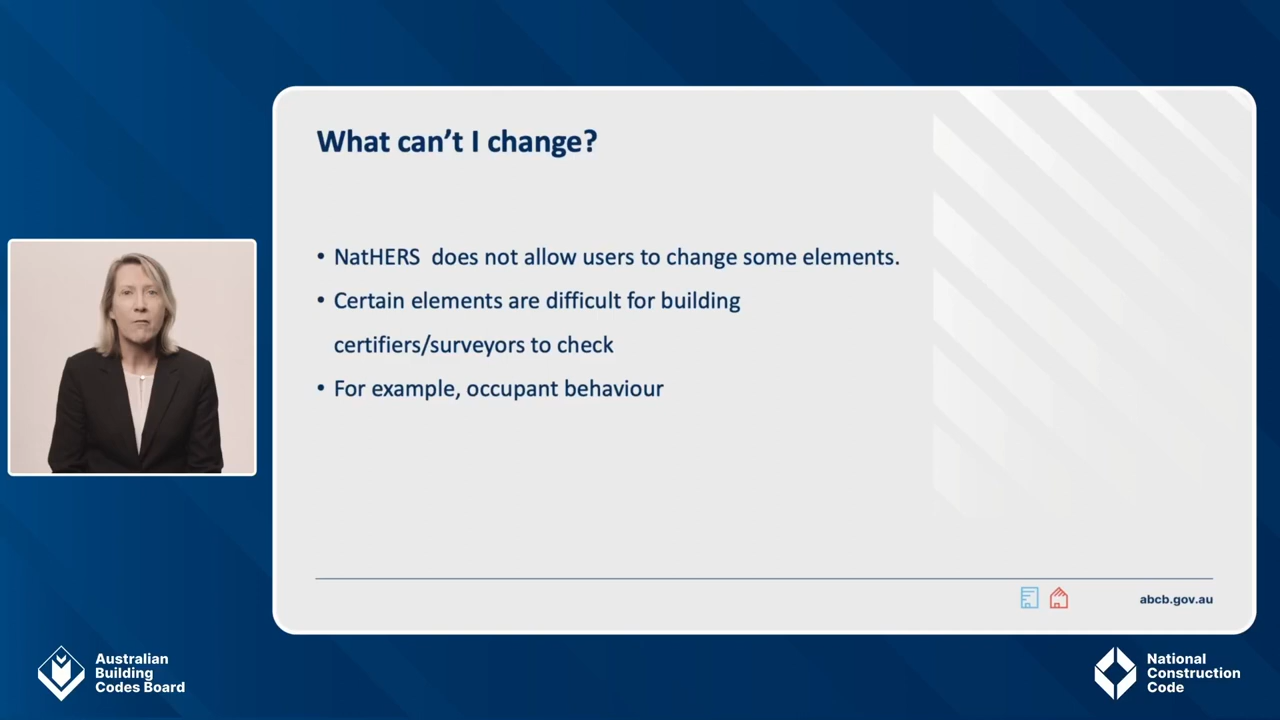 What can’t I change?
• NatHERS  does not allow users to change some elements.
• Certain elements are difficult for building
certifiers/surveyors to check
• For example, occupant behaviour
abcb.gov.au
Australian
Building
Codes Board
National
Construction
Code